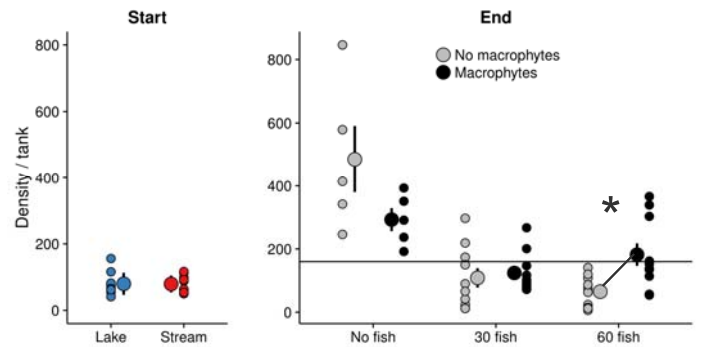 Start
End
Density / tank
800
600
400
200
0
Lake
Stream
800
600
400
200
0
No macrophytes
Macrophytes
*
No fish
30 fish
60 fish